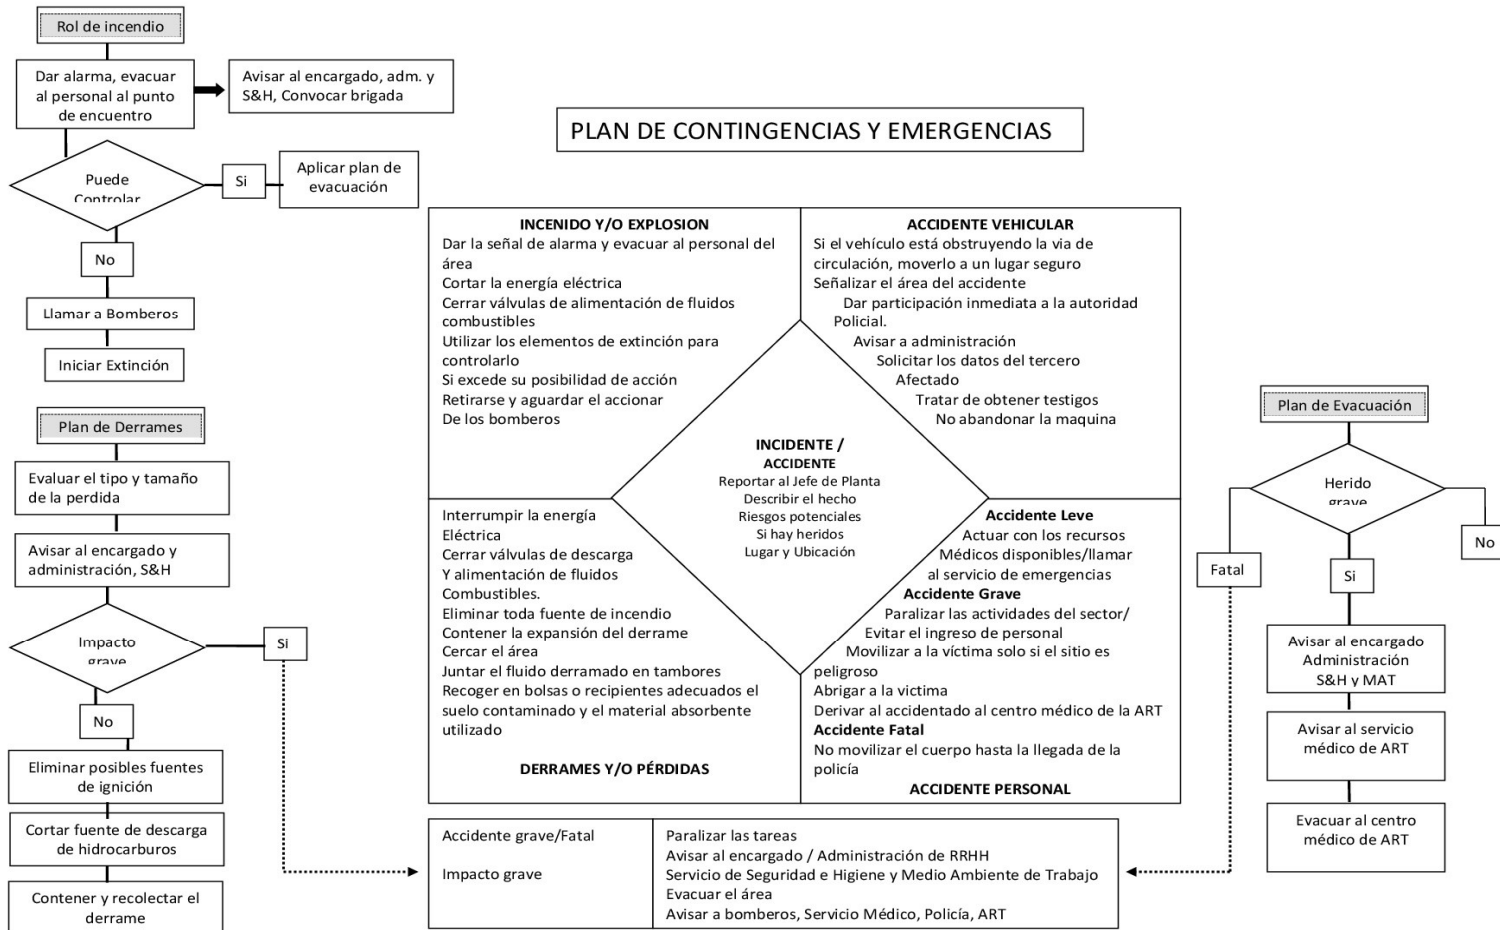 Rol de incendio
Dar alarma, evacuar
al personal al punto
de encuentro
Avisar al encargado, adm. y
S&H, Convocar brigada
Puede
Controlar
Si
Aplicar plan de
evacuación
No
Llamar a Bomberos
Iniciar Extinción
PLAN DE CONTINGENCIAS Y EMERGENCIAS
INCENIDO Y/O EXPLOSION
Dar la señal de alarma y evacuar al personal del
área
Cortar la energía eléctrica
Cerrar válvulas de alimentación de fluidos
combustibles
Utilizar los elementos de extinción para
controlarlo
Si excede su posibilidad de acción
Retirarse y aguardar el accionar
De los bomberos
ACCIDENTE VEHICULAR
Si el vehículo está obstruyendo la via de
circulación, moverlo a un lugar seguro
Señalizar el área del accidente
Dar participación inmediata a la autoridad
Policial.
Avisar a administración
Solicitar los datos del tercero
Afectado
Tratar de obtener testigos
No abandonar la maquina
INCIDENTE /
ACCIDENTE
Reportar al Jefe de Planta
Describir el hecho
Riesgos potenciales
Si hay heridos
Lugar y Ubicación
Interrumpir la energía
Eléctrica
Cerrar válvulas de descarga
Y alimentación de fluidos
Combustibles.
Eliminar toda fuente de incendio
Contener la expansión del derrame
Cercar el área
Juntar el fluido derramado en tambores
Recoger en bolsas o recipientes adecuados el
suelo contaminado y el material absorbente
utilizado
DERRAMES Y/O PÉRDIDAS
Accidente Leve
Actuar con los recursos
Médicos disponibles/llamar
al servicio de emergencias
Accidente Grave
Paralizar las actividades del sector/
Evitar el ingreso de personal
Movilizar a la víctima solo si el sitio es
peligroso
Abrigar a la victima
Derivar al accidentado al centro médico de la ART
Accidente Fatal
No movilizar el cuerpo hasta la llegada de la
policía
ACCIDENTE PERSONAL
Plan de Derrames
Evaluar el tipo y tamaño
de la perdida
Avisar al encargado y
administración, S&H
Impacto
grave
Si
No
Eliminar posibles fuentes
de ignición
Cortar fuente de descarga
de hidrocarburos
Contener y recolectar el
derrame
Plan de Evacuación
Herido
grave
No
Fatal
Si
Avisar al encargado
Administración
S&H y MAT
Avisar al servicio
médico de ART
Evacuar al centro
médico de ART
Accidente grave/Fatal
Impacto grave
Paralizar las tareas
Avisar al encargado / Administración de RRHH
Servicio de Seguridad e Higiene y Medio Ambiente de Trabajo
Evacuar el área
Avisar a bomberos, Servicio Médico, Policía, ART